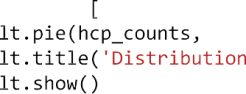 [
lt.pie(hcp_counts,
lt.title('Distribution
lt.show()